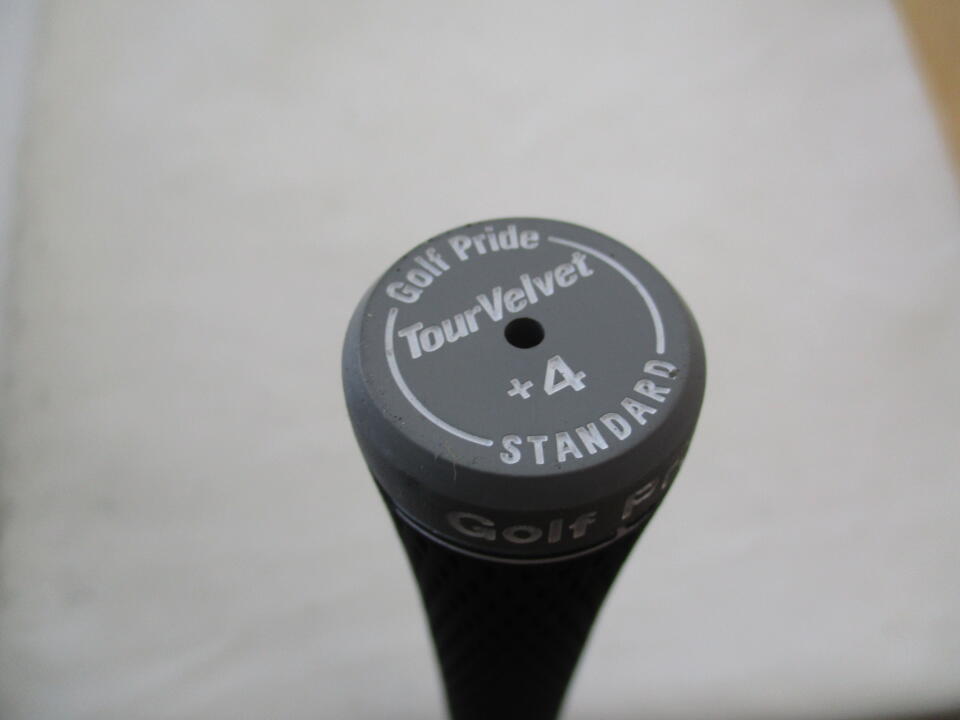 Golf Pride
TourVelvet
+4
STANDARD
Golf